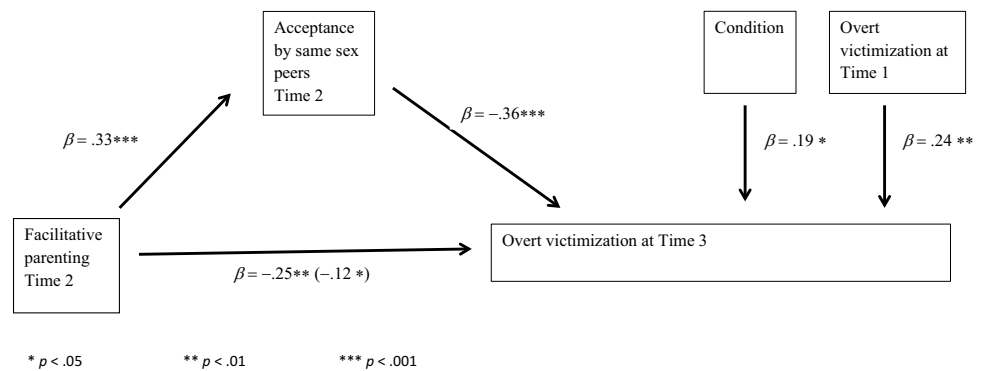 Acceptance
by same sex
peers
Time 2
Condition
Overt
victimization at
Time 1
β = .33***
β = −.36***
β = .19 *
β = .24 **
Facilitative
parenting
Time 2
Overt victimization at Time 3
β = −.25** (−.12 *)
* p < .05
** p < .01
*** p < .001